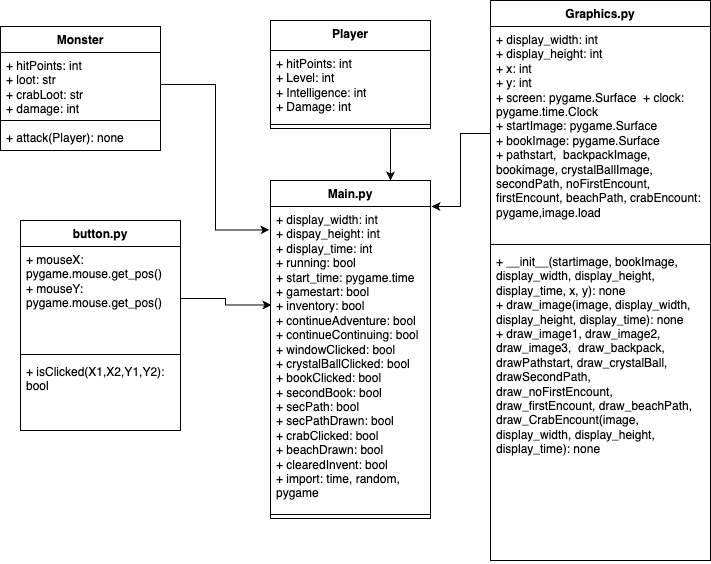 Monster
+ hitPoints: int
+ loot: str
+ crabLoot: str
+ damage: int
+ attack(Player): none
Player
+ hitPoints: int
+ Level: int
+ Intelligence: int
+ Damage: int
Graphics.py
+ display_width: int
+ display_height: int
+ x: int
+ y: int
+ screen: pygame.Surface + clock:
pygame.time.Clock
+ startImage: pygame.Surface
+ bookImage: pygame.Surface
+ pathstart, backpackImage,
bookimage, crystalBallImage,
secondPath, noFirstEncount,
firstEncount, beachPath, crabEncount:
pygame,image.load
+ __init__(startimage, bookImage,
display_width, display_height,
display_time, x, y): none
+ draw_image(image, display_width,
display_height, display_time): none
+ draw_image1, draw_image2,
draw_image3, draw_backpack,
drawPathstart, draw_crystalBall,
drawSecondPath,
draw_noFirstEncount,
draw_firstEncount, draw_beachPath,
draw_CrabEncount(image,
display_width, display_height,
display_time): none
button.py
+ mouseX:
pygame.mouse.get_pos()
+ mouseY:
pygame.mouse.get_pos()
+ isClicked(X1,X2,Y1,Y2):
bool
Main.py
+ display_width: int
+ dispay_height: int
+ display_time: int
+ running: bool
+ start_time: pygame.time
+ gamestart: bool
+ inventory: bool
+ continueAdventure: bool
+ continueContinuing: bool
+ windowClicked: bool
+ crystalBallClicked: bool
+ bookClicked: bool
+ secondBook: bool
+ secPath: bool
+ secPathDrawn: bool
+ crabClicked: bool
+ beachDrawn: bool
+ clearedInvent: bool
+ import: time, random,
pygame